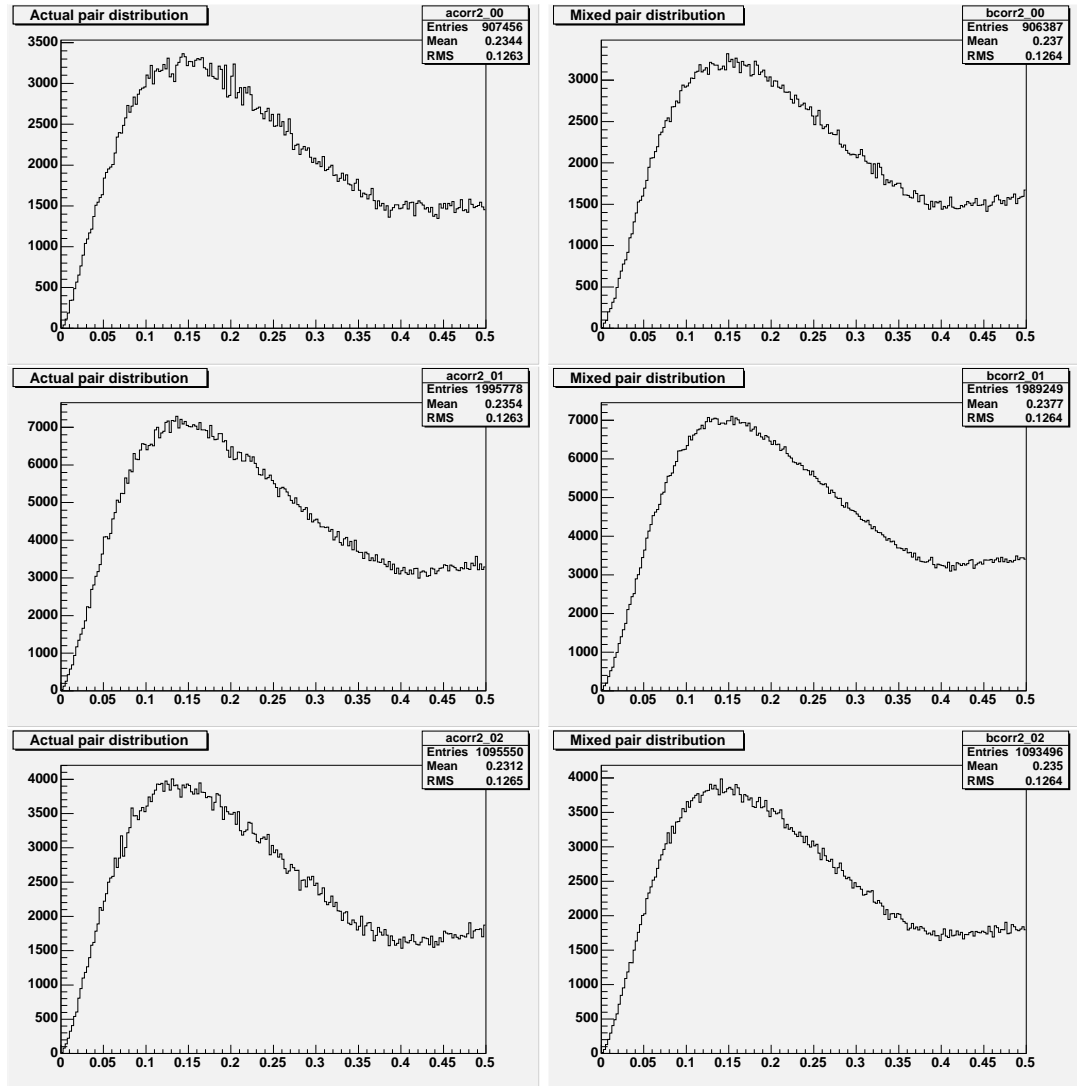 Actual pair distribution
acorr2_00
Entries 907456
Mean 0.2344
RMS 0.1263
3500
3000
2500
2000
1500
1000
500
0
0 0.05 0.1 0.15 0.2 0.25 0.3 0.35 0.4 0.45 0.5
Mixed pair distribution
bcorr2_00
Entries 906387
Mean 0.237
RMS 0.1264
3000
2500
2000
1500
1000
500
0
0 0.05 0.1 0.15 0.2 0.25 0.3 0.35 0.4 0.45 0.5
Actual pair distribution
acorr2_01
Entries 1995778
Mean 0.2354
RMS 0.1263
7000
6000
5000
4000
3000
2000
1000
0
0 0.05 0.1 0.15 0.2 0.25 0.3 0.35 0.4 0.45 0.5
Mixed pair distribution
bcorr2_01
Entries 1989249
Mean 0.2377
RMS 0.1264
7000
6000
5000
4000
3000
2000
1000
0
0 0.05 0.1 0.15 0.2 0.25 0.3 0.35 0.4 0.45 0.5
Actual pair distribution
acorr2_02
Entries 1095550
Mean 0.2312
RMS 0.1265
4000
3500
3000
2500
2000
1500
1000
500
0
0 0.05 0.1 0.15 0.2 0.25 0.3 0.35 0.4 0.45 0.5
Mixed pair distribution
bcorr2_02
Entries 1093496
Mean 0.235
RMS 0.1264
4000
3500
3000
2500
2000
1500
1000
500
0
0 0.05 0.1 0.15 0.2 0.25 0.3 0.35 0.4 0.45 0.5